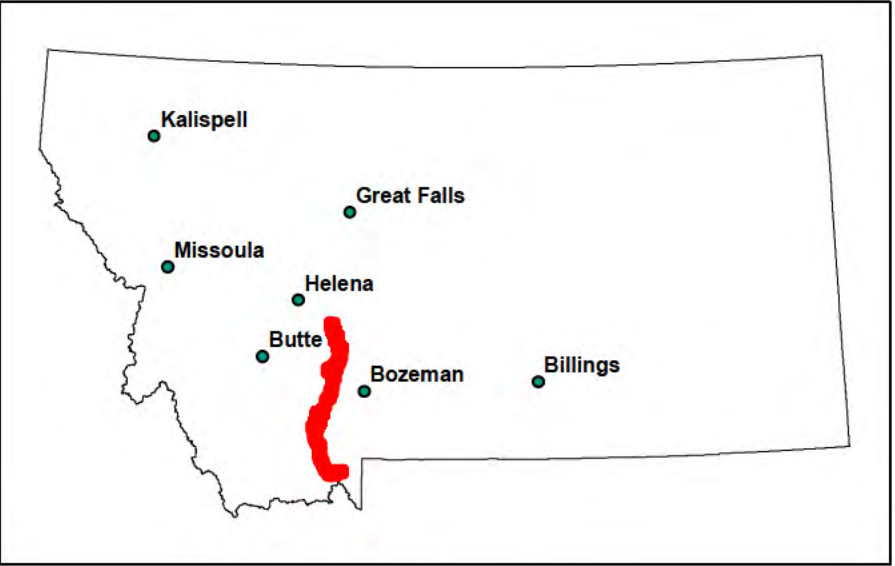 Kalispell
Great Falls
Missoula
Helena
Butte
Billings
Bozeman